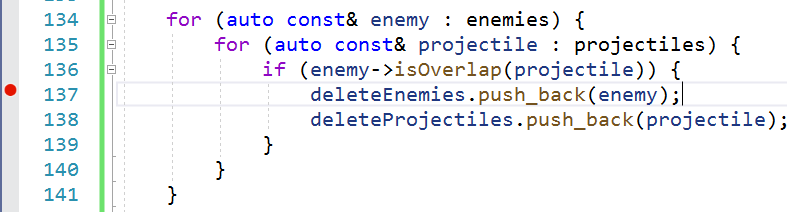 134 for (auto const& enemy : enemies) {
135 for (auto const& projectile : projectiles) {
136 if (enemy->isOverlap(projectile)) {
137 deleteEnemies.push_back(enemy);
138 deleteProjectiles.push_back(projectile);
139 }
140 }
141 }